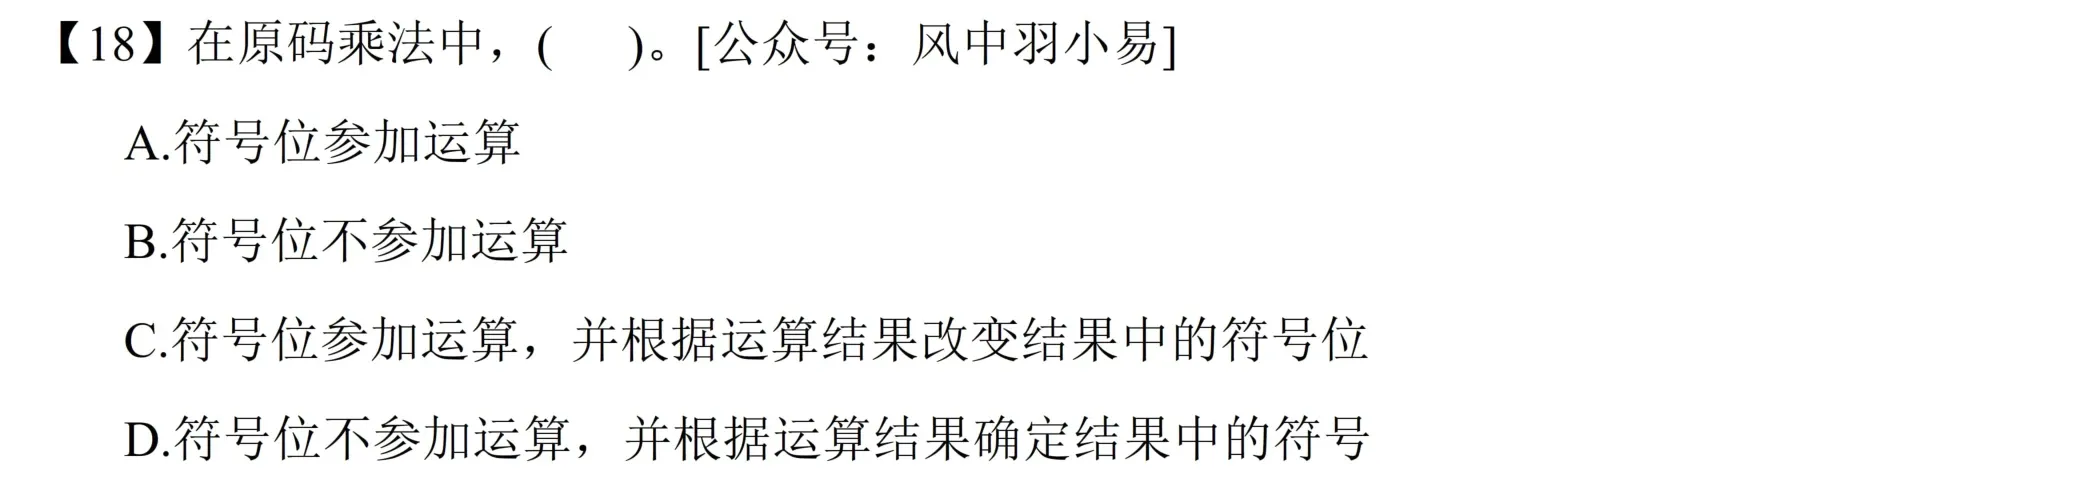 【18】在原码乘法中，(   )。[公众号：风中羽小易]
A.符号位参加运算
B.符号位不参加运算
C.符号位参加运算，并根据运算结果改变结果中的符号位
D.符号位不参加运算，并根据运算结果确定结果中的符号